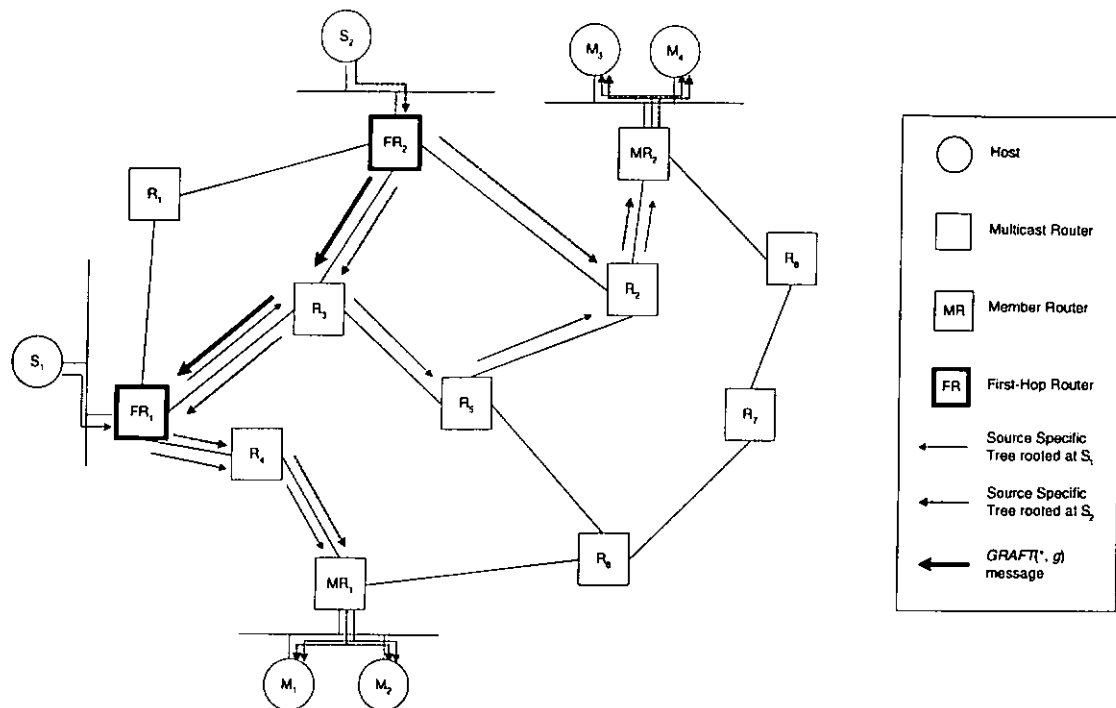 S2
M3
M4
FR2
MR2
R1
R6
R3
R2
S1
FR1
R5
R7
R4
MR1
R8
M1
M2
Host
Multicast Router
MR
Member Router
FR
First-Hop Router
Source Specific
Tree rooted at S1
Source Specific
Tree rooted at S2
GRAFT(*, g)
message